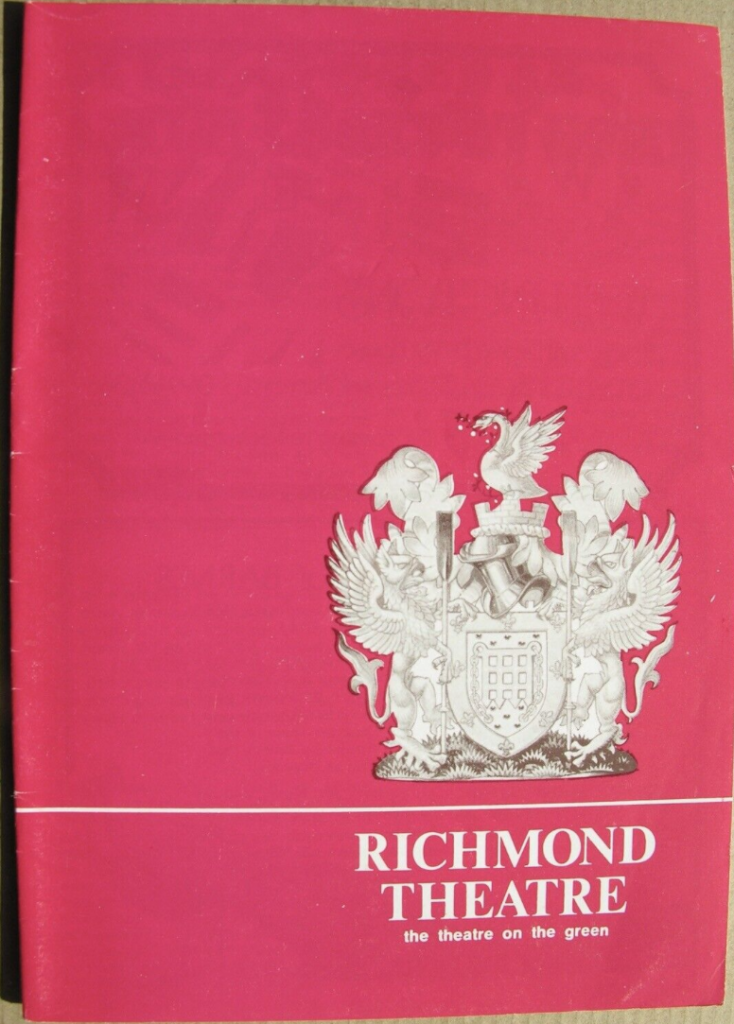 RICHMOND
THEATRE
the theatre on the green